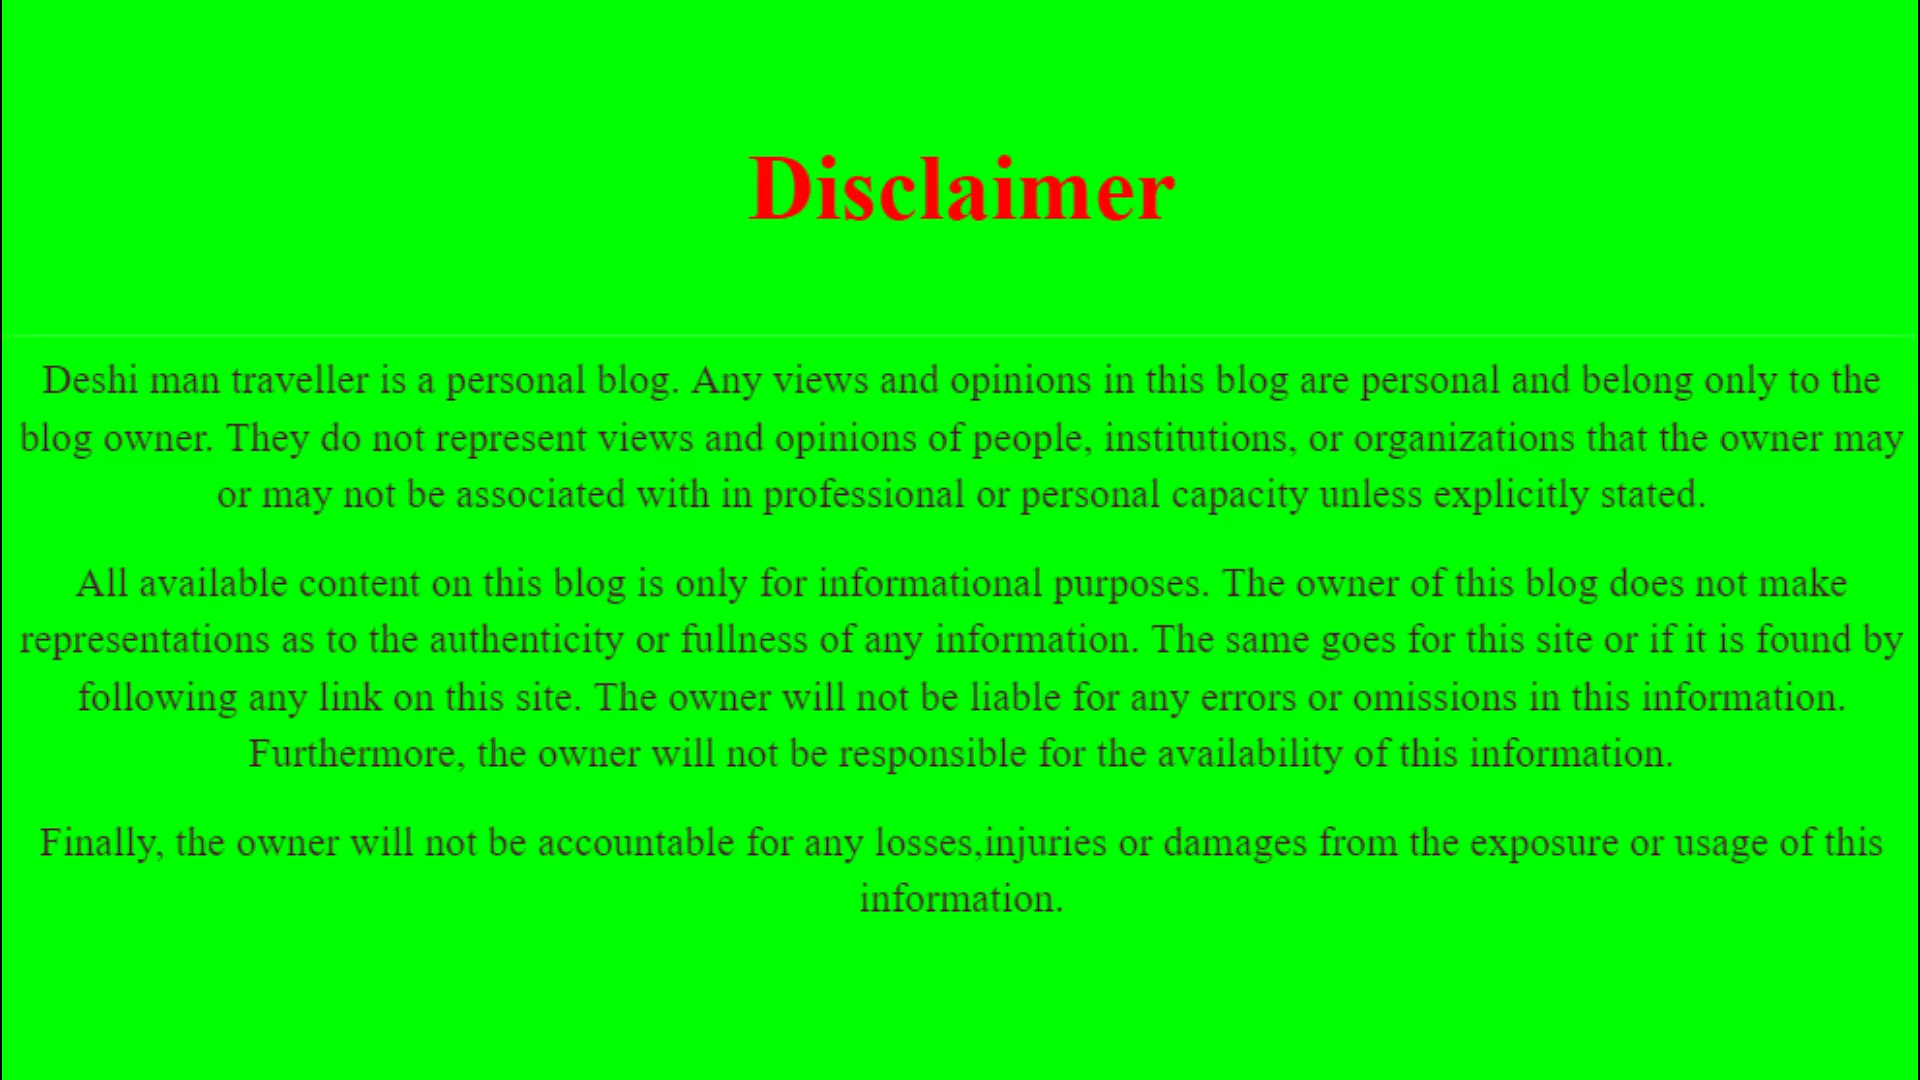 Disclaimer
Deshi man traveller is a personal blog. Any views and opinions in this blog are personal and belong only to the
blog owner. They do not represent views and opinions of people, institutions, or organizations that the owner may
or may not be associated with in professional or personal capacity unless explicitly stated.
All available content on this blog is only for informational purposes. The owner of this blog does not make
representations as to the authenticity or fullness of any information. The same goes for this site or if it is found by
following any link on this site. The owner will not be liable for any errors or omissions in this information.
Furthermore, the owner will not be responsible for the availability of this information.
Finally, the owner will not be accountable for any losses,injuries or damages from the exposure or usage of this
information.